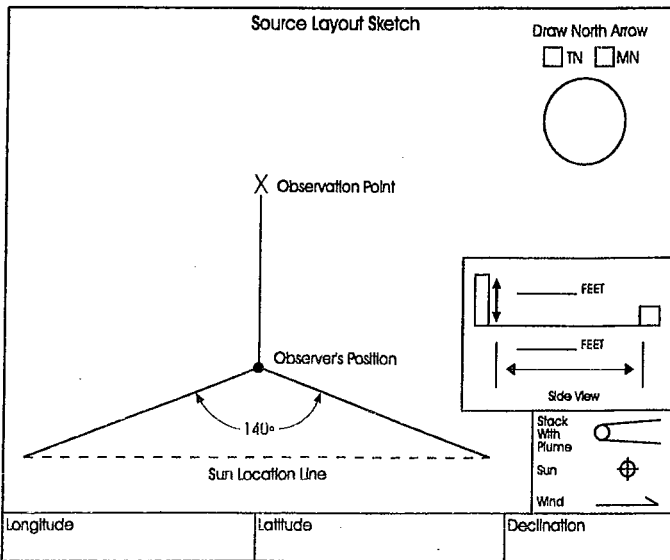 Source Layout Sketch
Draw North Arrow
TN MN
X Observation Point
FEET
Observer's Position
FEET
140°
Side View
Stack
With
Plume
Sun Location Line
Sun
Wind
Longitude Latitude Declination